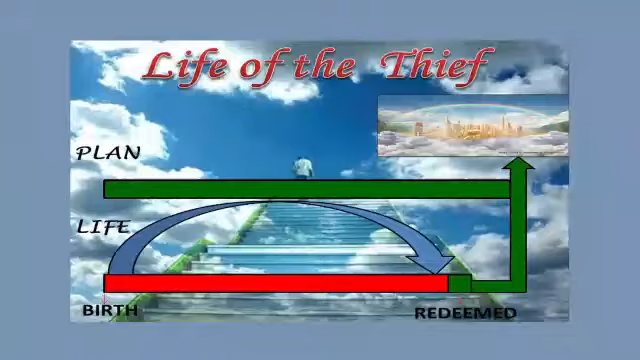 Life of the Thief
PLAN
LIFE
BIRTH
REDEEMED